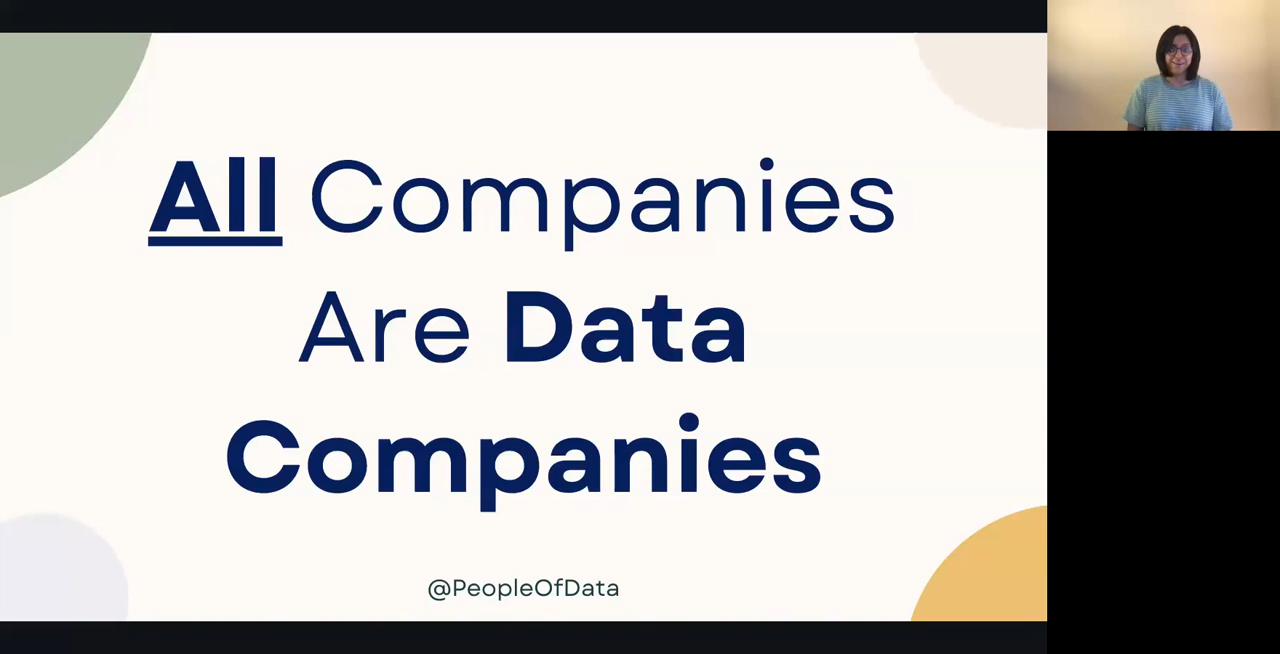 All Companies
Are Data
Companies
@PeopleOfData